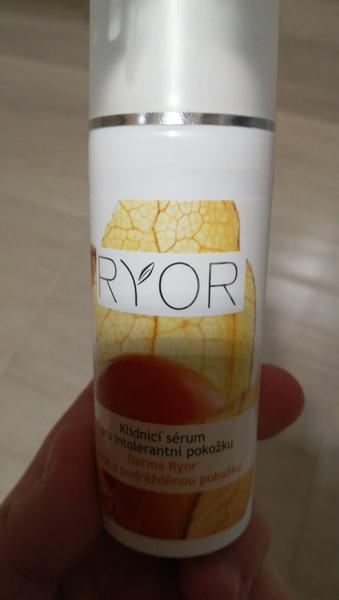 RYOR
Klidnicí sérum
pro intolerantní pokožku
Derma Ryor
a podrážděnou pokožku